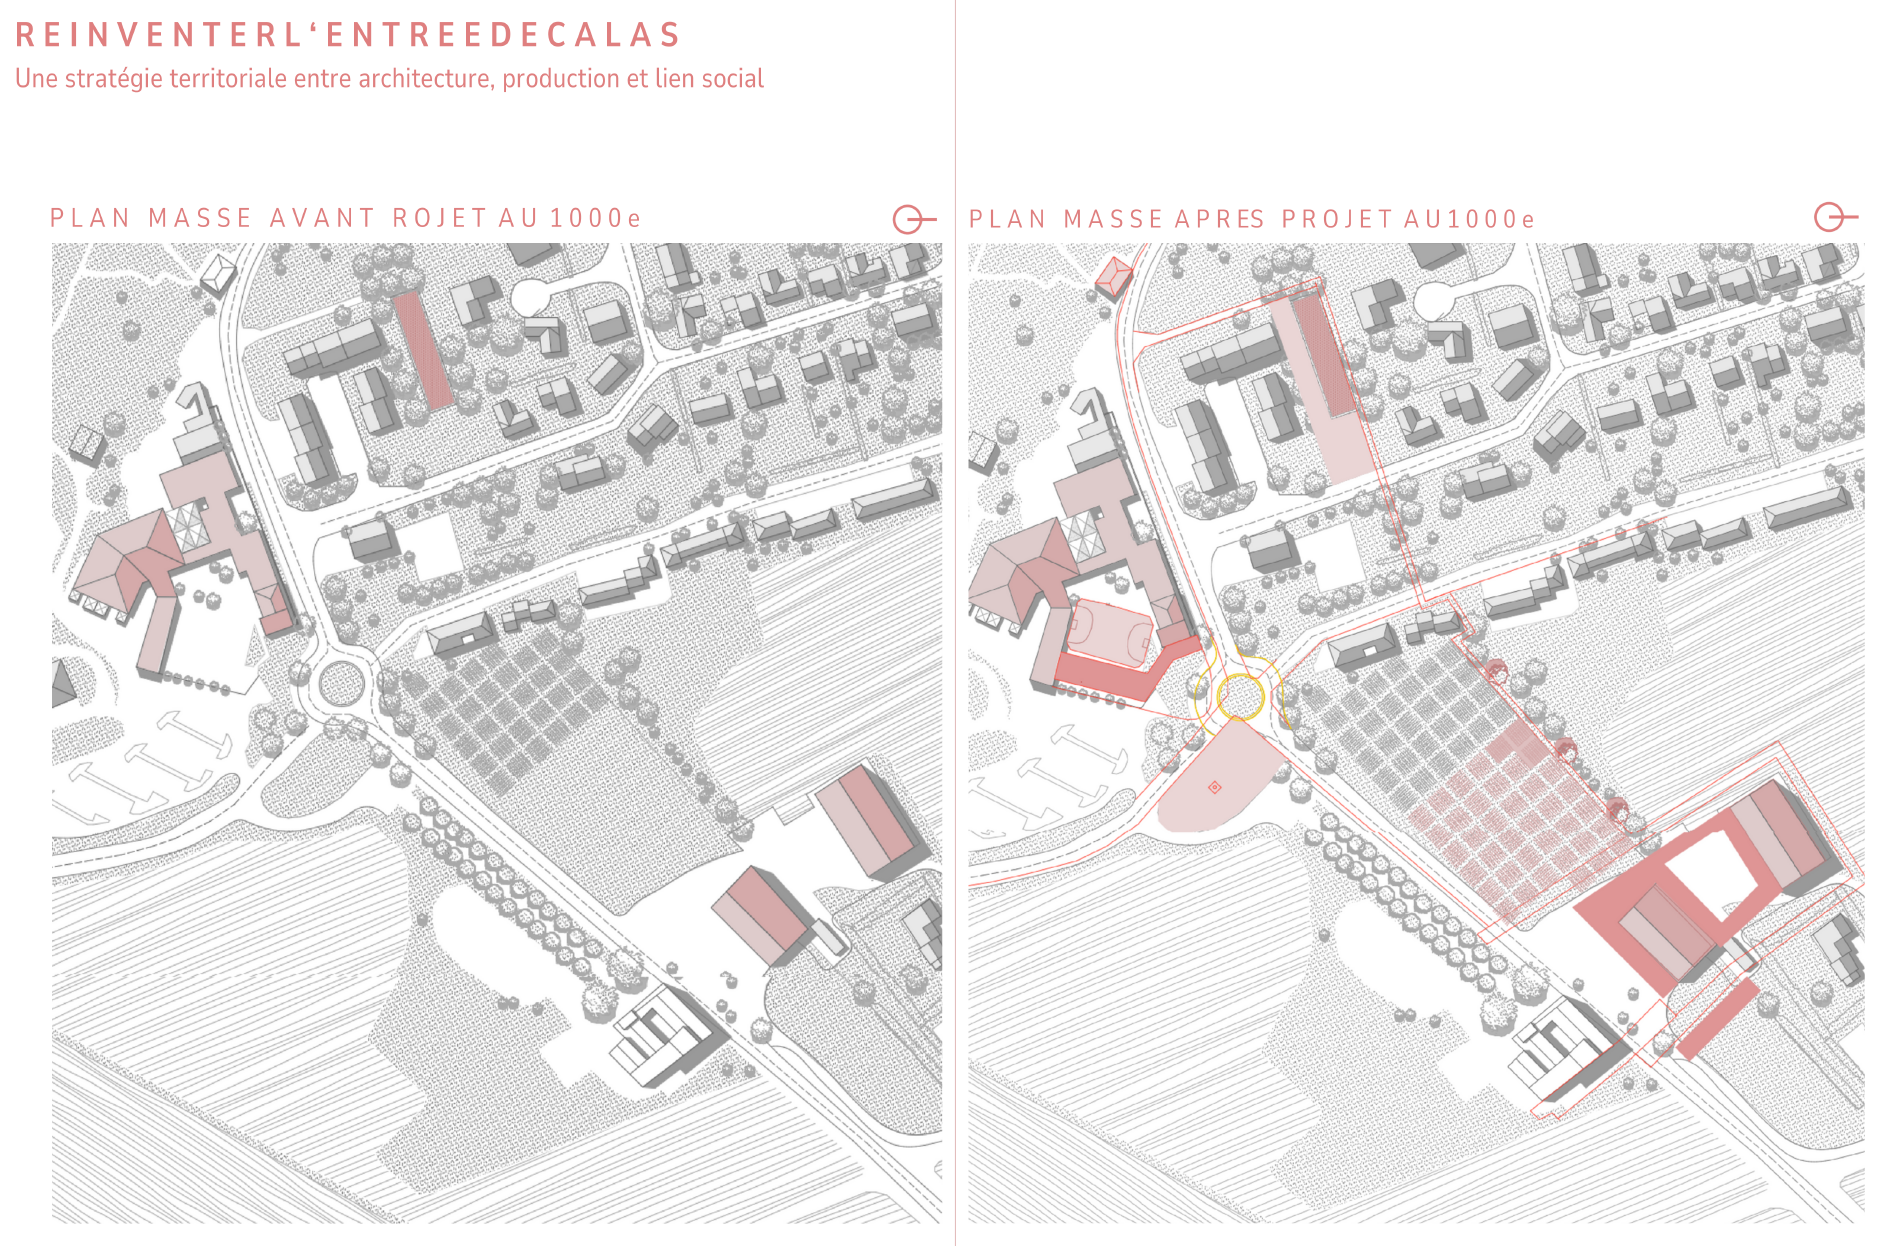 REINVENTERL‘ENTREEDECALAS
Une stratégie territoriale entre architecture, production et lien social
PLAN MASSE AVANT ROJET AU 1000e
PLAN MASSE APRES PROJET AU1000e